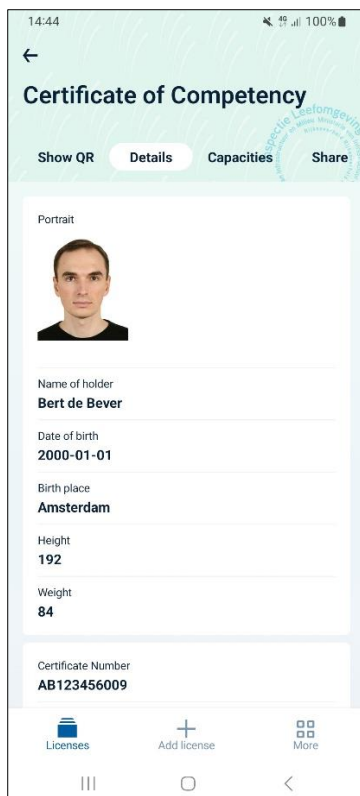 14:44
4G 100%
Certificate of Competency
Show QR Details Capacities Share
Portrait
Name of holder
Bert de Bever
Date of birth
2000-01-01
Birth place
Amsterdam
Height
192
Weight
84
Certificate Number
AB123456009
Licenses Add license More